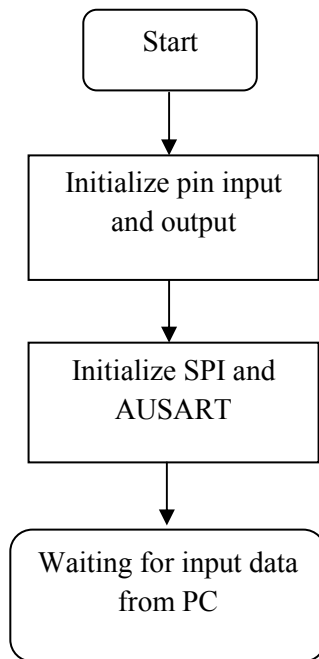 Start
Initialize pin input
and output
Initialize SPI and
AUSART
Waiting for input data
from PC